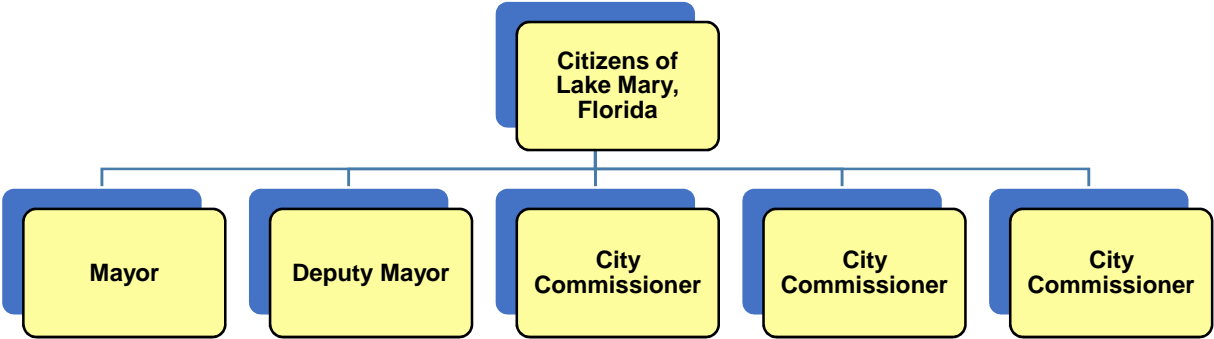 Citizens of
Lake Mary,
Florida
Mayor
Deputy Mayor
City
Commissioner
City
Commissioner
City
Commissioner